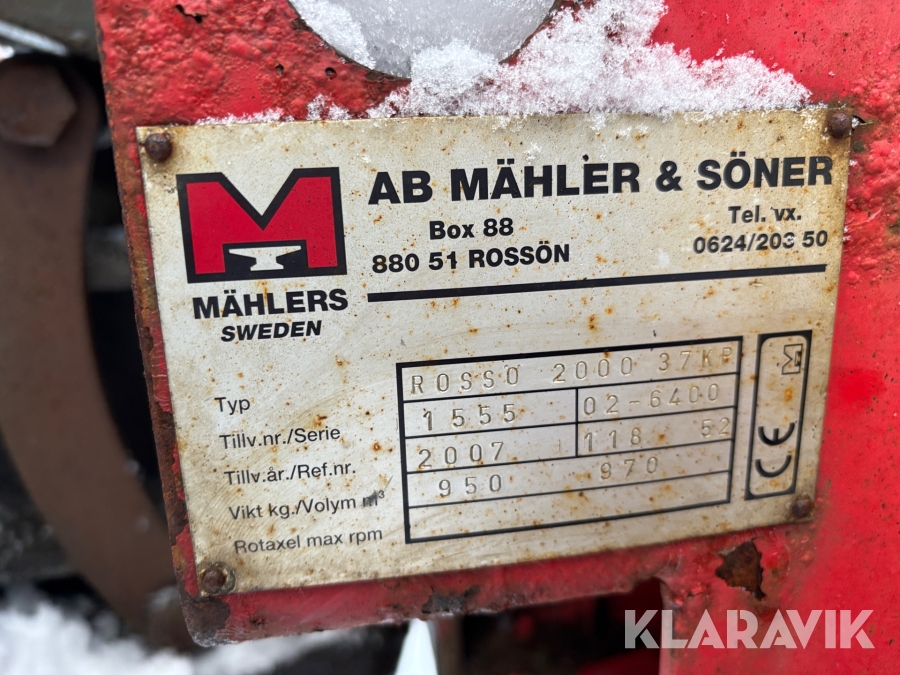 AB MÄHLER & SÖNER
Box 88
880 51 ROSSÖN
Tel. vx.
0624/203 50
MÄHLERS
SWEDEN
Typ
ROSSÖ 2000 37KP
Tillv.nr./Serie
1555 02-6400
Tillv.år./Ref.nr.
2007 118 52
Vikt kg./Volym m³
950 970
Rotaxel max rpm
CE
KLARAVIK